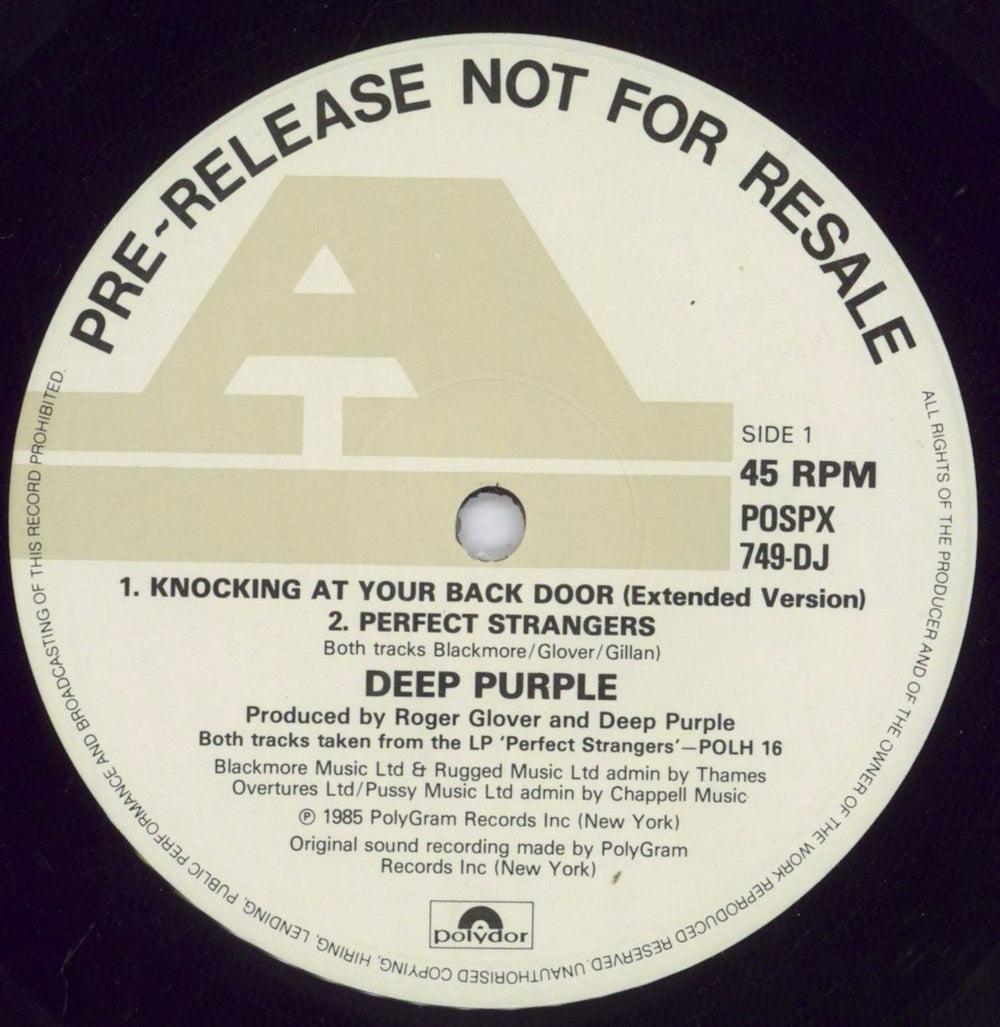 PRE~RELEASE NOT FOR RESALE
A
SIDE 1
45 RPM
POSPX
749-DJ
1. KNOCKING AT YOUR BACK DOOR (Extended Version)
2. PERFECT STRANGERS
Both tracks Blackmore/Glover/Gillan)
DEEP PURPLE
Produced by Roger Glover and Deep Purple
Both tracks taken from the LP 'Perfect Strangers'—POLH 16
Blackmore Music Ltd & Rugged Music Ltd admin by Thames
Overtures Ltd/Pussy Music Ltd admin by Chappell Music
℗ 1985 PolyGram Records Inc (New York)
Original sound recording made by PolyGram
Records Inc (New York)
polydor
ALL RIGHTS OF THE PRODUCER AND OF THE OWNER OF THE WORK REPRODUCED RESERVED. UNAUTHORISED COPYING, HIRING, LENDING, PUBLIC PERFORMANCE AND BROADCASTING OF THIS RECORD PROHIBITED.